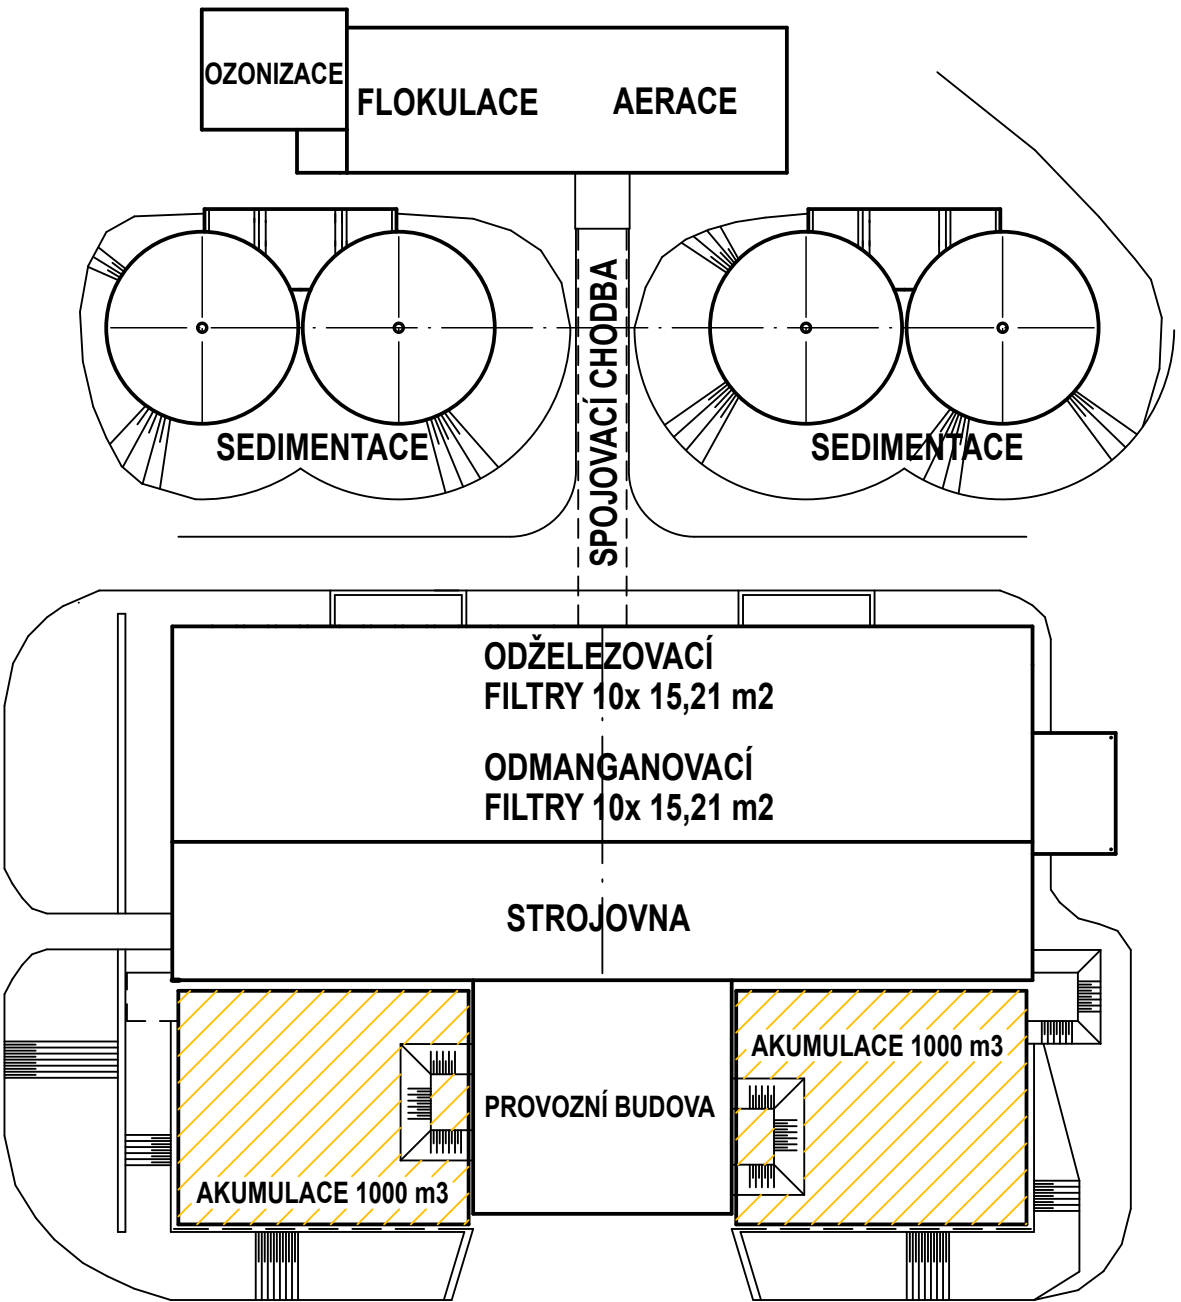 OZONIZACE
FLOKULACE
AERACE
SPOJOVACÍ CHODBA
SEDIMENTACE
SEDIMENTACE
ODŽELEZOVACÍ
FILTRY 10x 15,21 m2
ODMANGANOVACÍ
FILTRY 10x 15,21 m2
STROJOVNA
AKUMULACE 1000 m3
PROVOZNÍ BUDOVA
AKUMULACE 1000 m3